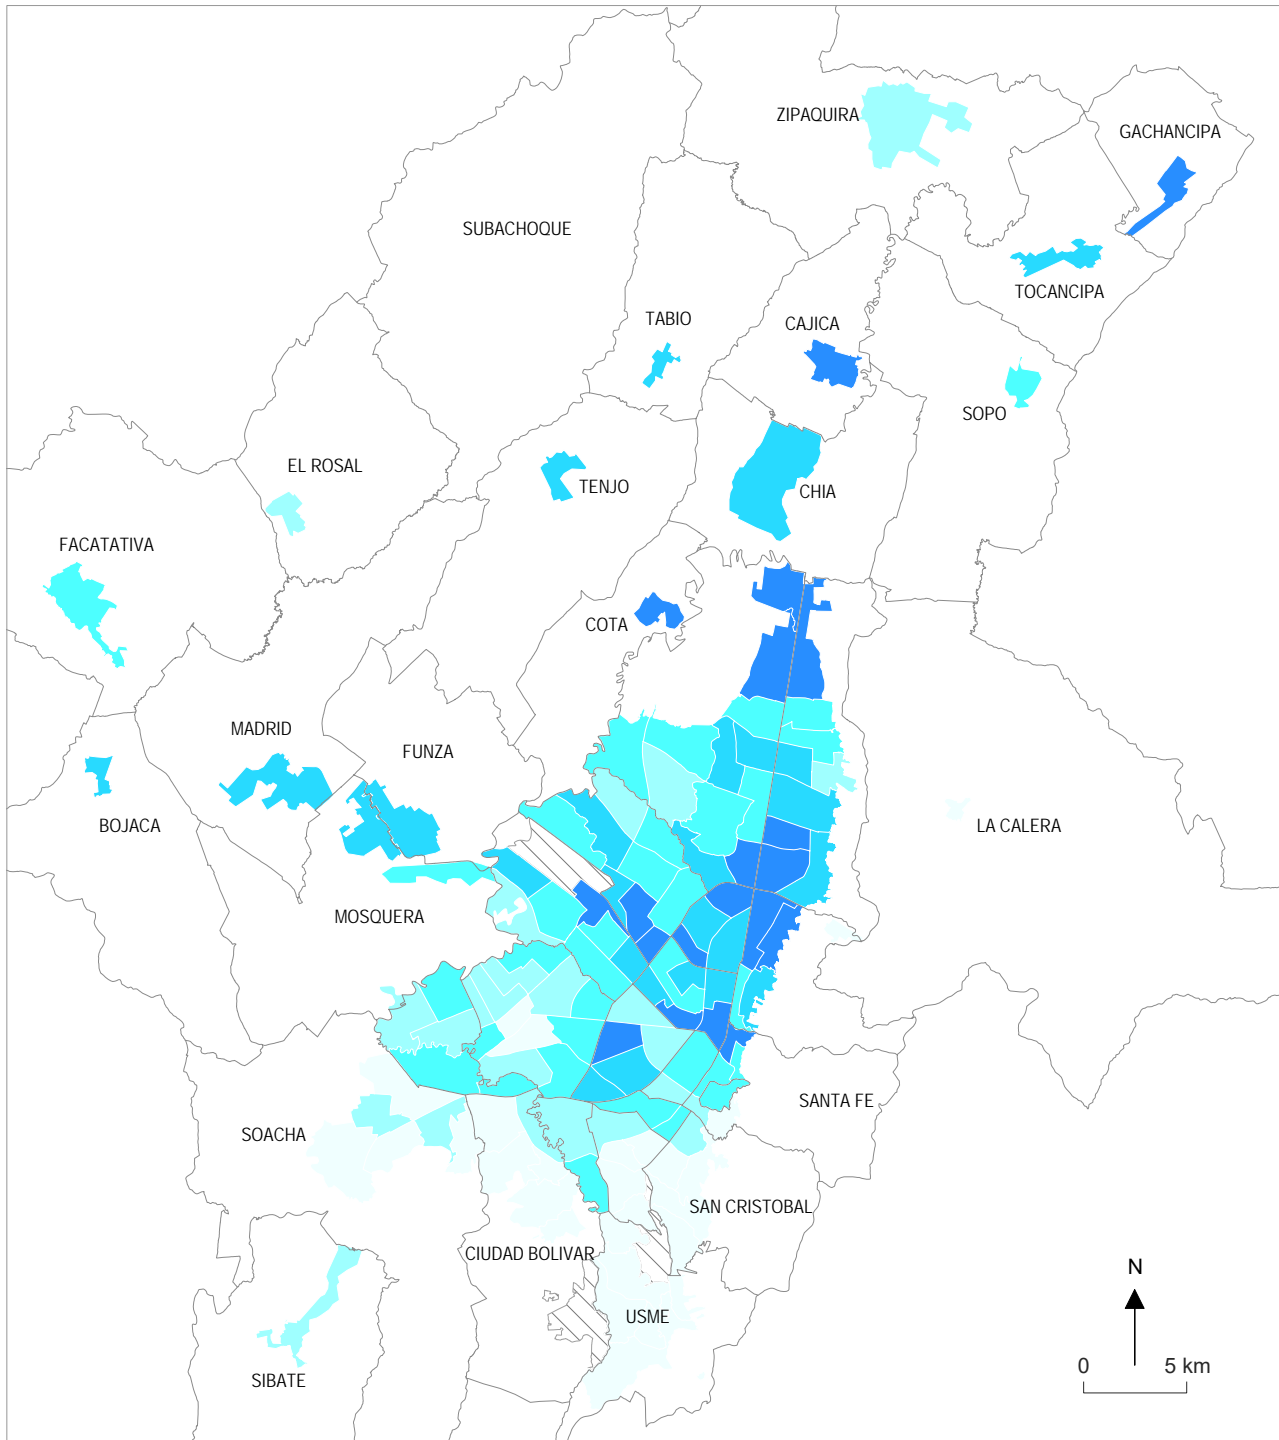 ZIPAQUIRA
GACHANCIPA
SUBACHOQUE
TOCANCIPA
TABIO
CAJICA
SOPO
EL ROSAL
TENJO
CHIA
FACATATIVA
COTA
MADRID
FUNZA
BOJACA
LA CALERA
MOSQUERA
SANTA FE
SOACHA
SAN CRISTOBAL
CIUDAD BOLIVAR
USME
SIBATE
N
0 5 km